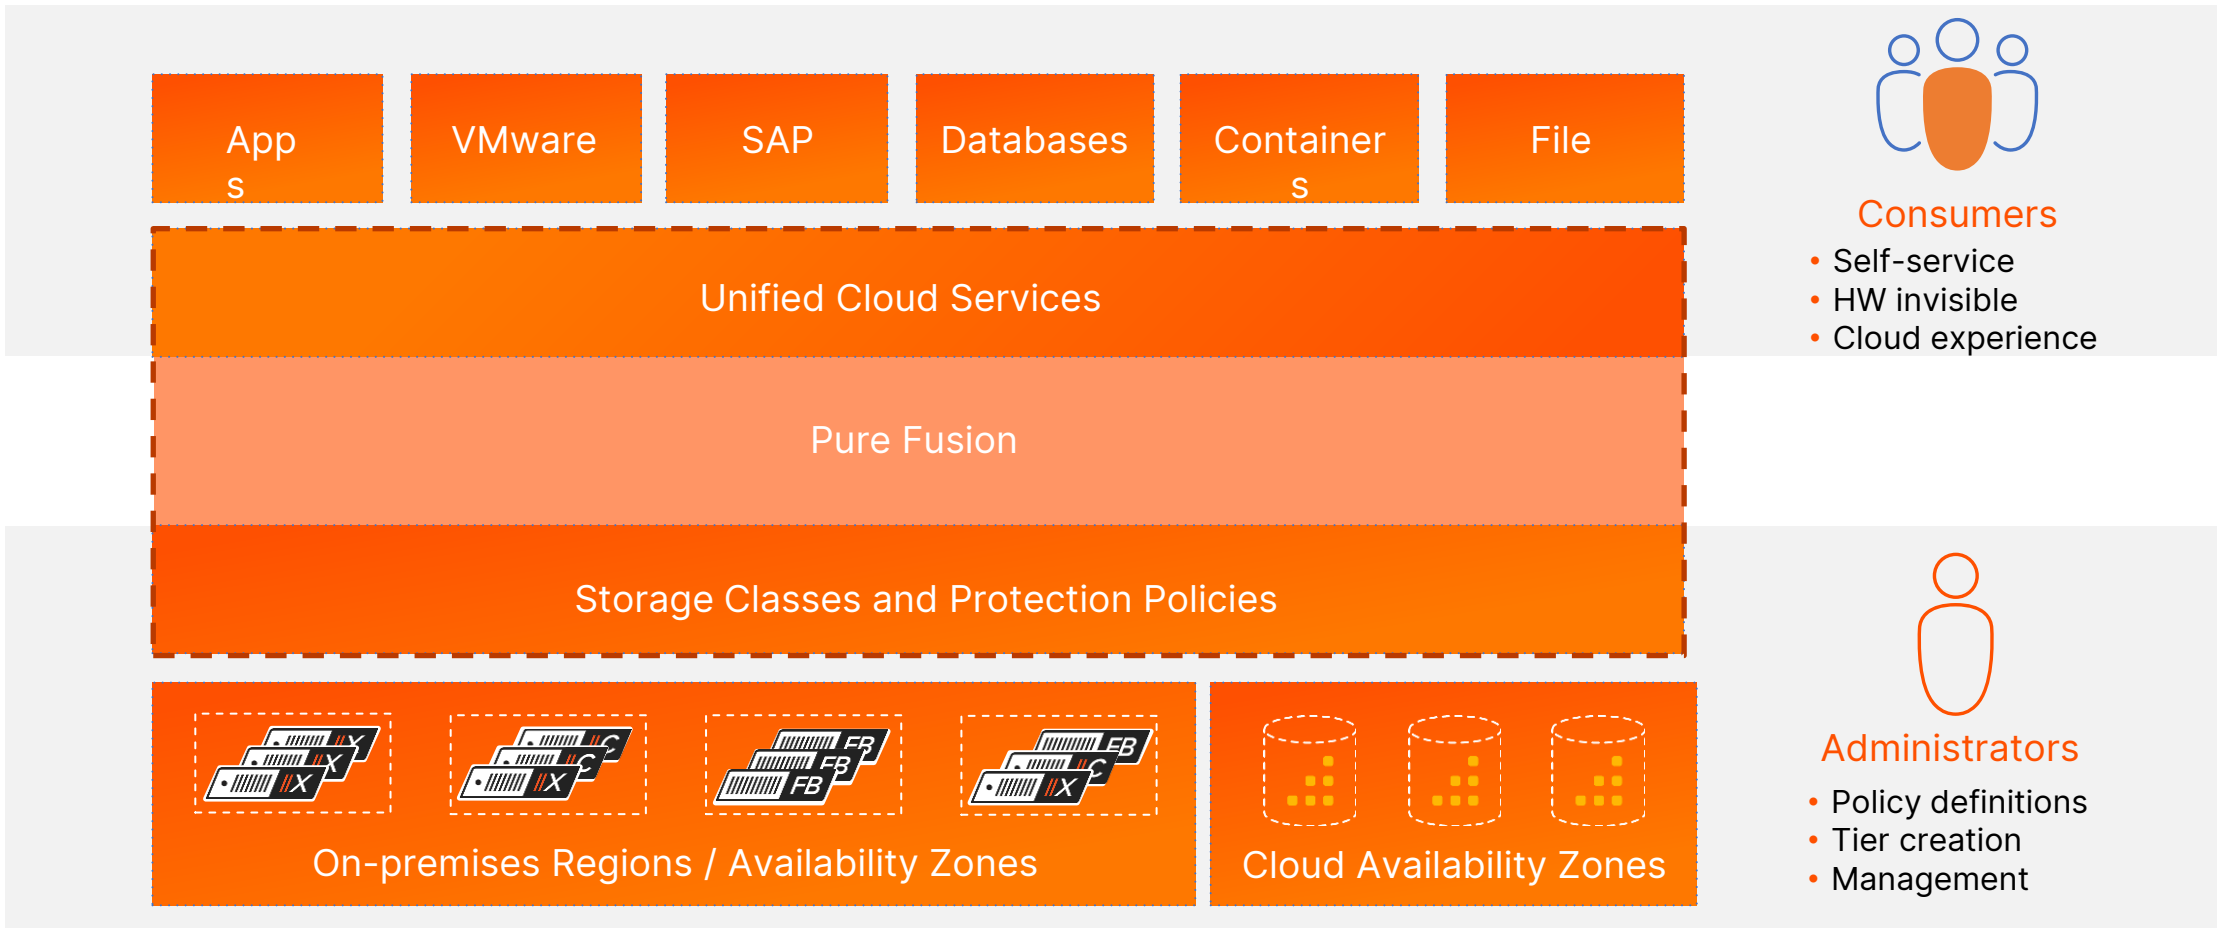 App
s
VMware
SAP
Databases
Container
s
File
Unified Cloud Services
Pure Fusion
Storage Classes and Protection Policies
//X
//X
//X
//C
//C
//X
FB
FB
FB
FB
//C
//X
On-premises Regions / Availability Zones
Cloud Availability Zones
Consumers
• Self-service
• HW invisible
• Cloud experience
Administrators
• Policy definitions
• Tier creation
• Management